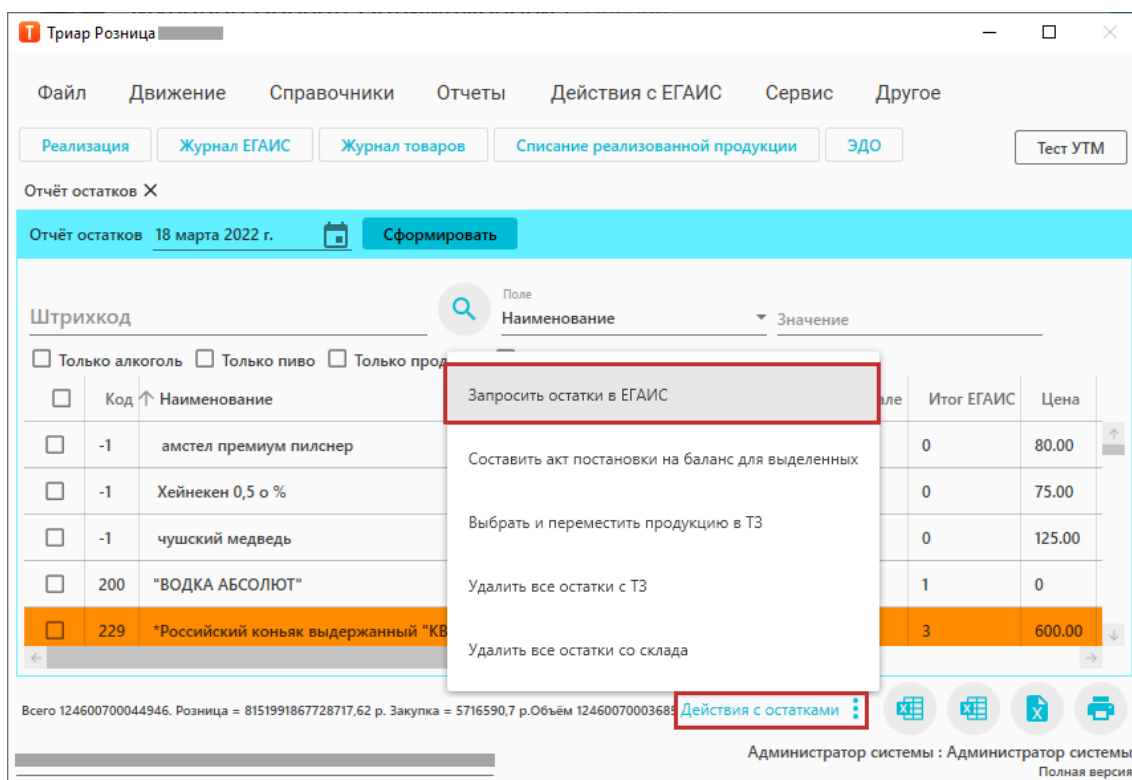 Триар Розница
Файл Движение Справочники Отчеты Действия с ЕГАИС Сервис Другое
Реализация Журнал ЕГАИС Журнал товаров Списание реализованной продукции ЭДО Тест УТМ
Отчёт остатков
Отчёт остатков 18 марта 2022 г. Сформировать
Поле
Штрихкод Наименование Значение
Только алкоголь Только пиво Только прод
Код Наименование Итог ЕГАИС Цена
-1 амстел премиум пилснер 0 80.00
-1 Хейнекен 0,5 о % 0 75.00
-1 чушский медведь 0 125.00
200 "ВОДКА АБСОЛЮТ" 1 0
229 *Российский коньяк выдержанный "КВ 3 600.00
Запросить остатки в ЕГАИС
Составить акт постановки на баланс для выделенных
Выбрать и переместить продукцию в ТЗ
Удалить все остатки с ТЗ
Удалить все остатки со склада
Всего 124600700044946. Розница = 8151991867728717,62 р. Закупка = 5716590,7 р.Объём 12460070003685 Действия с остатками
Администратор системы : Администратор системы
Полная версия